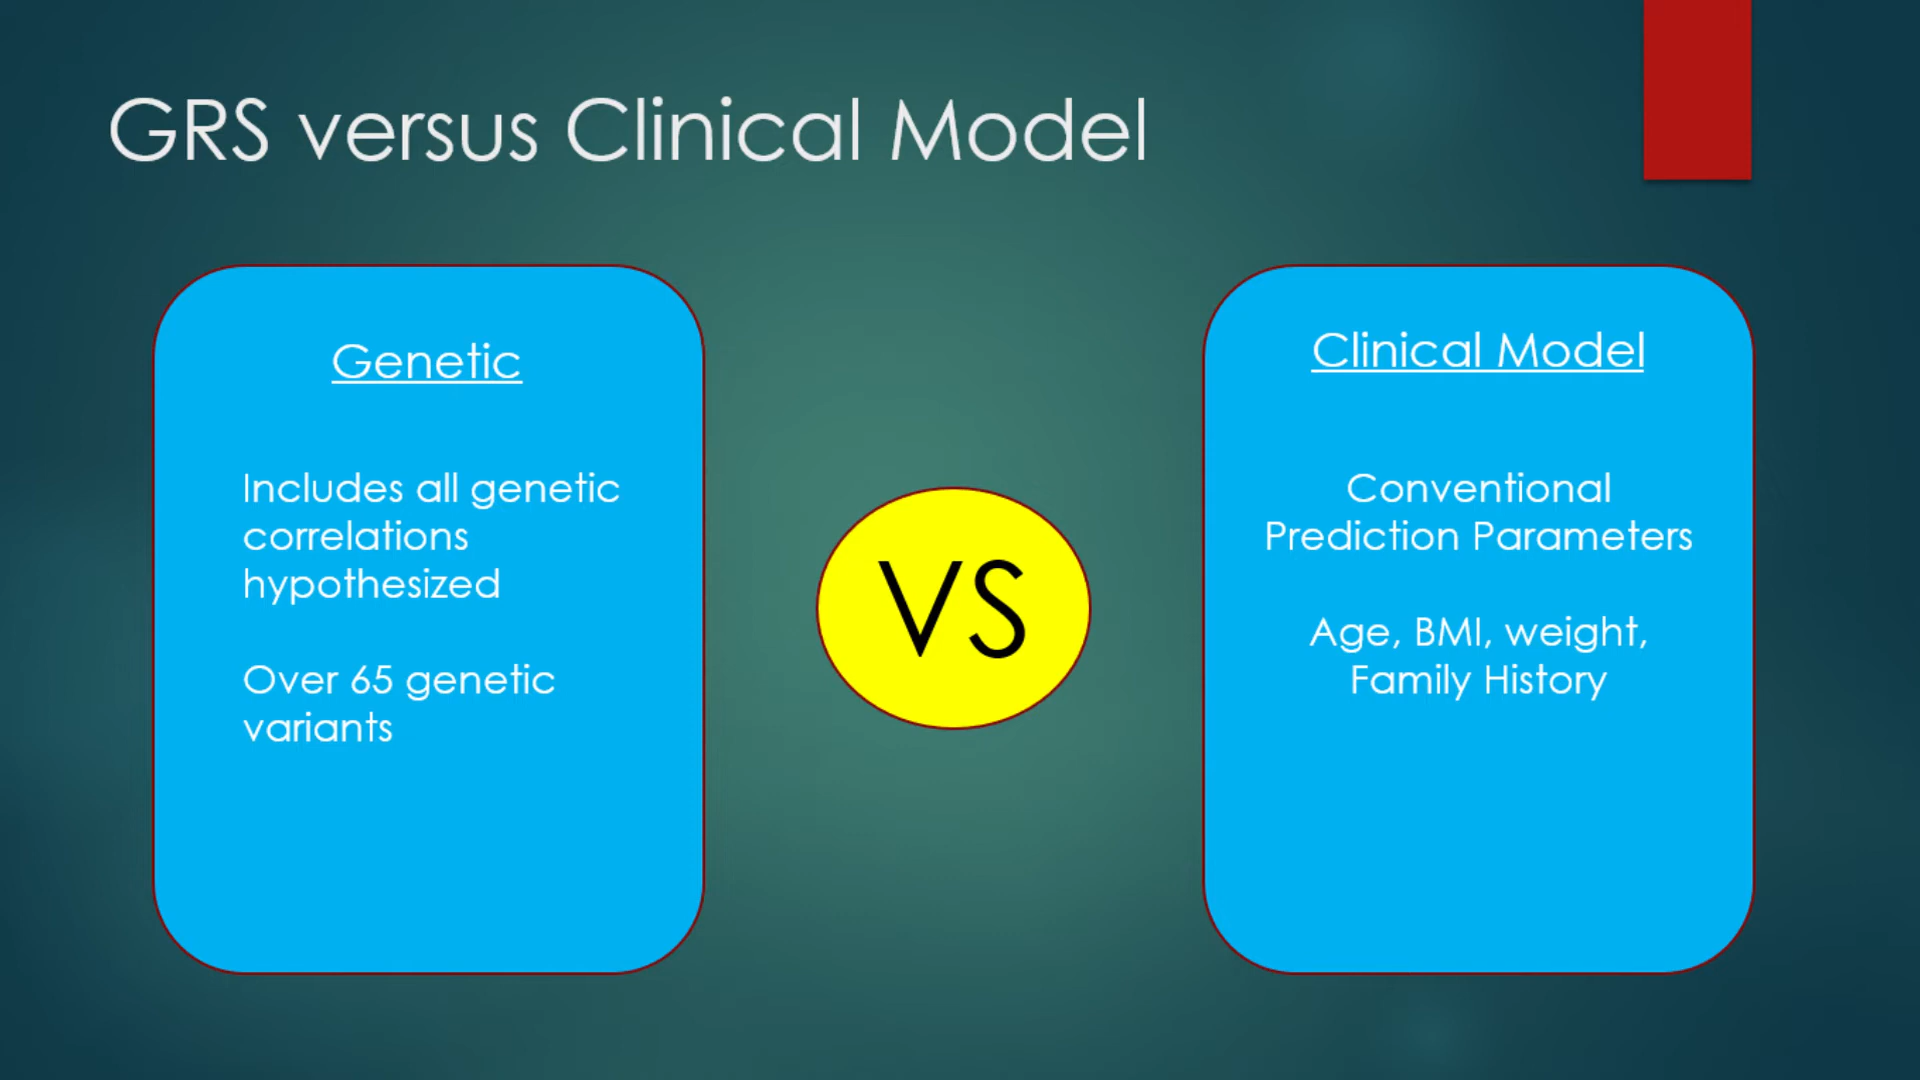 GRS versus Clinical Model
Genetic
Includes all genetic
correlations
hypothesized
Over 65 genetic
variants
VS
Clinical Model
Conventional
Prediction Parameters
Age, BMI, weight,
Family History